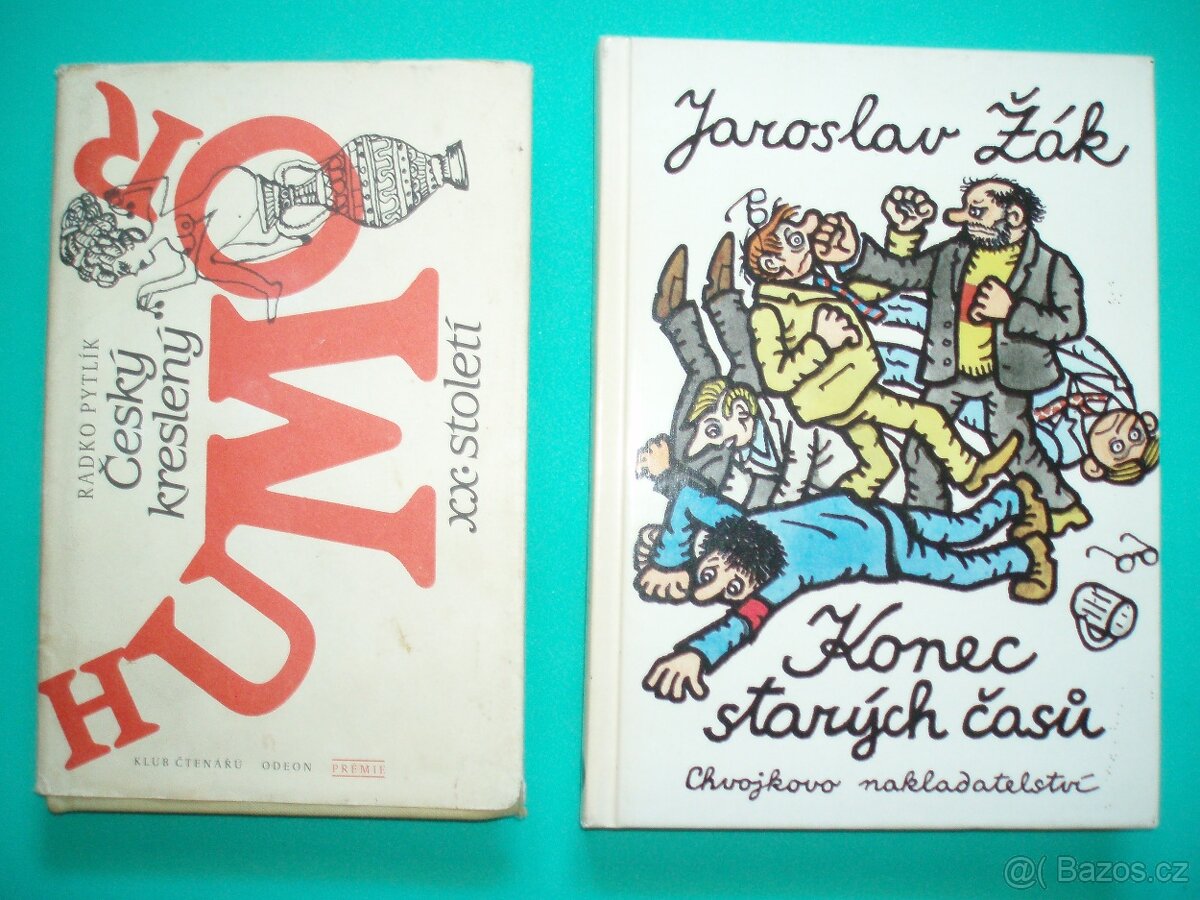 RADKO PYTLÍK
Český
kreslený
HUMOR
XX. století
KLUB ČTENÁŘŮ ODEON PRÉMIE
Jaroslav Žák
Konec
starých časů
Chvojkovo nakladatelství
@( Bazos.cz